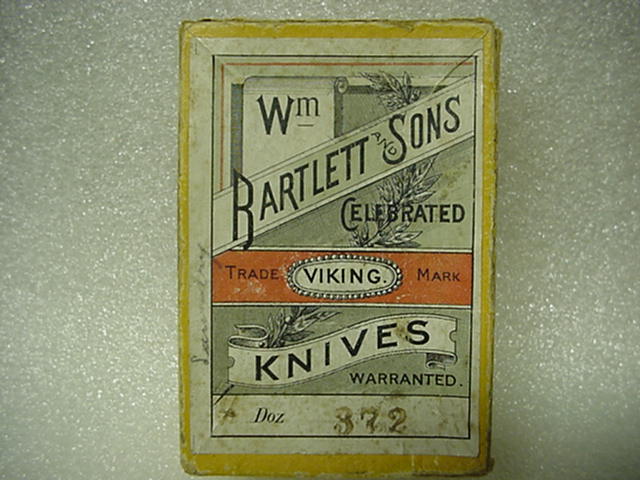 Wm
BARTLETT AND SONS
CELEBRATED
TRADE VIKING. MARK
KNIVES
WARRANTED.
Doz 372